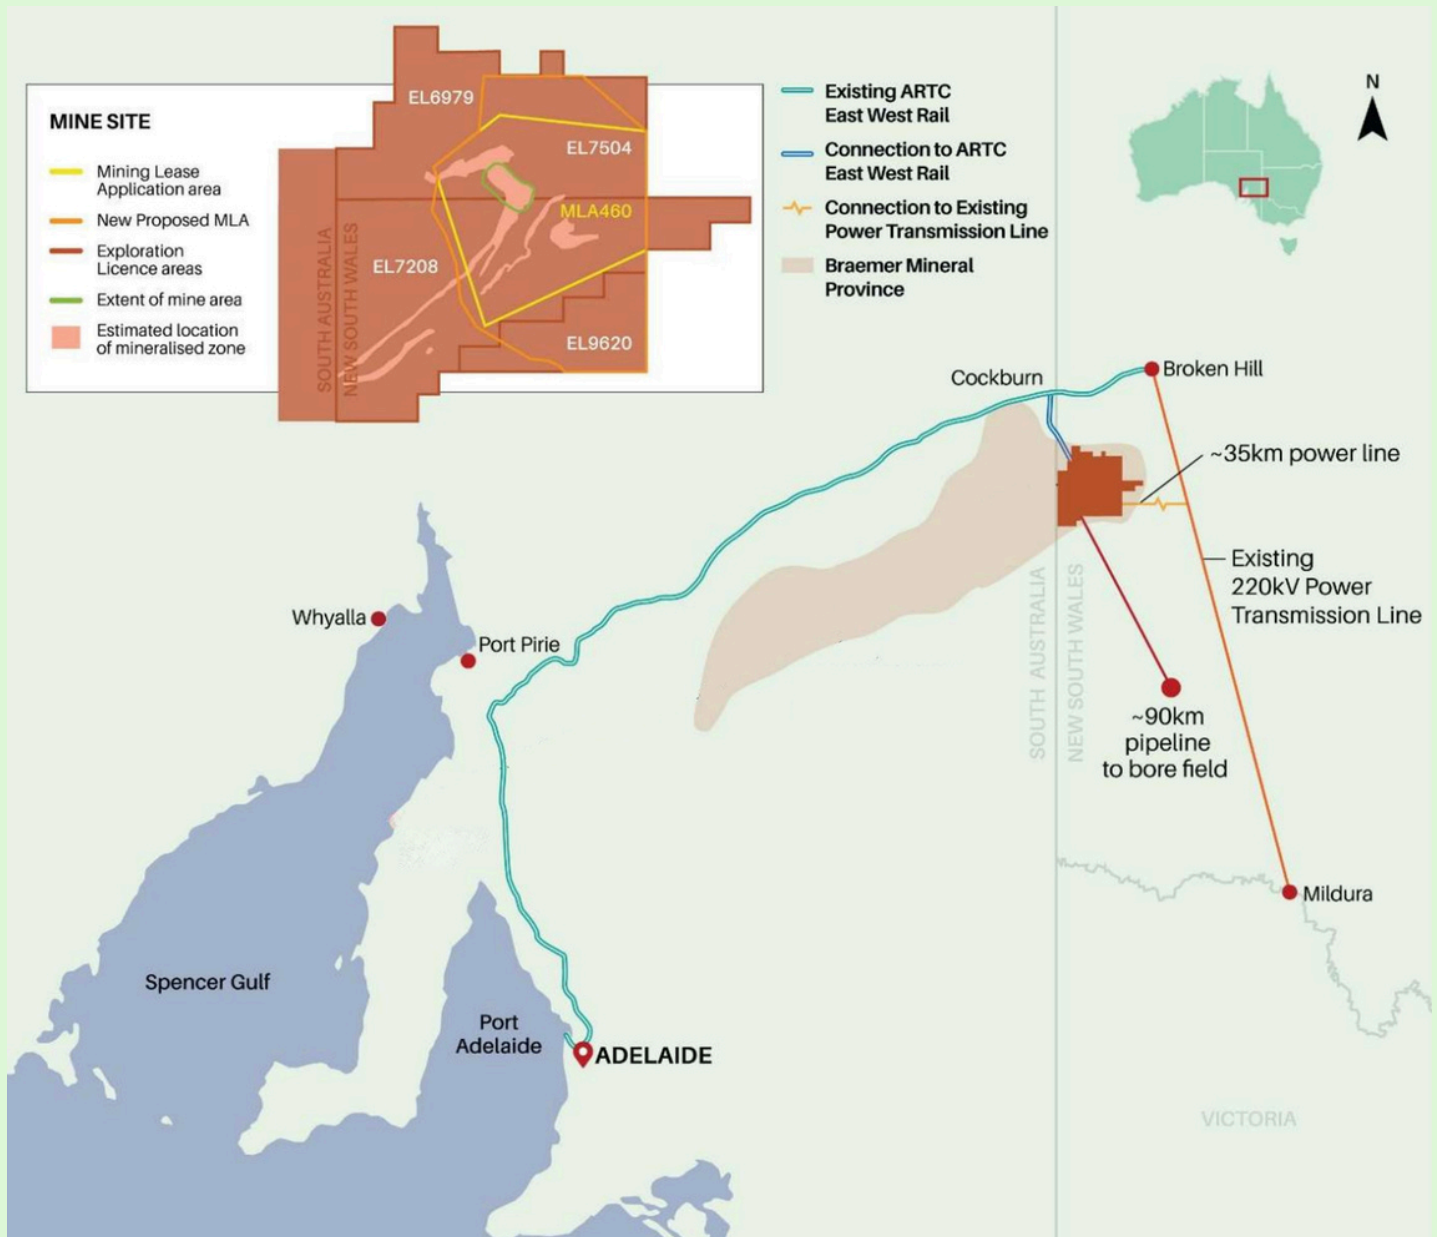 MINE SITE
Mining Lease
Application area
New Proposed MLA
Exploration
Licence areas
Extent of mine area
Estimated location
of mineralised zone
EL6979
EL7504
MLA460
EL7208
EL9620
SOUTH AUSTRALIA
NEW SOUTH WALES
Existing ARTC
East West Rail
Connection to ARTC
East West Rail
Connection to Existing
Power Transmission Line
Braemer Mineral
Province
N
Cockburn
Broken Hill
~35km power line
Existing
220kV Power
Transmission Line
Whyalla
Port Pirie
SOUTH AUSTRALIA
NEW SOUTH WALES
~90km
pipeline
to bore field
Mildura
Spencer Gulf
Port
Adelaide
ADELAIDE
VICTORIA